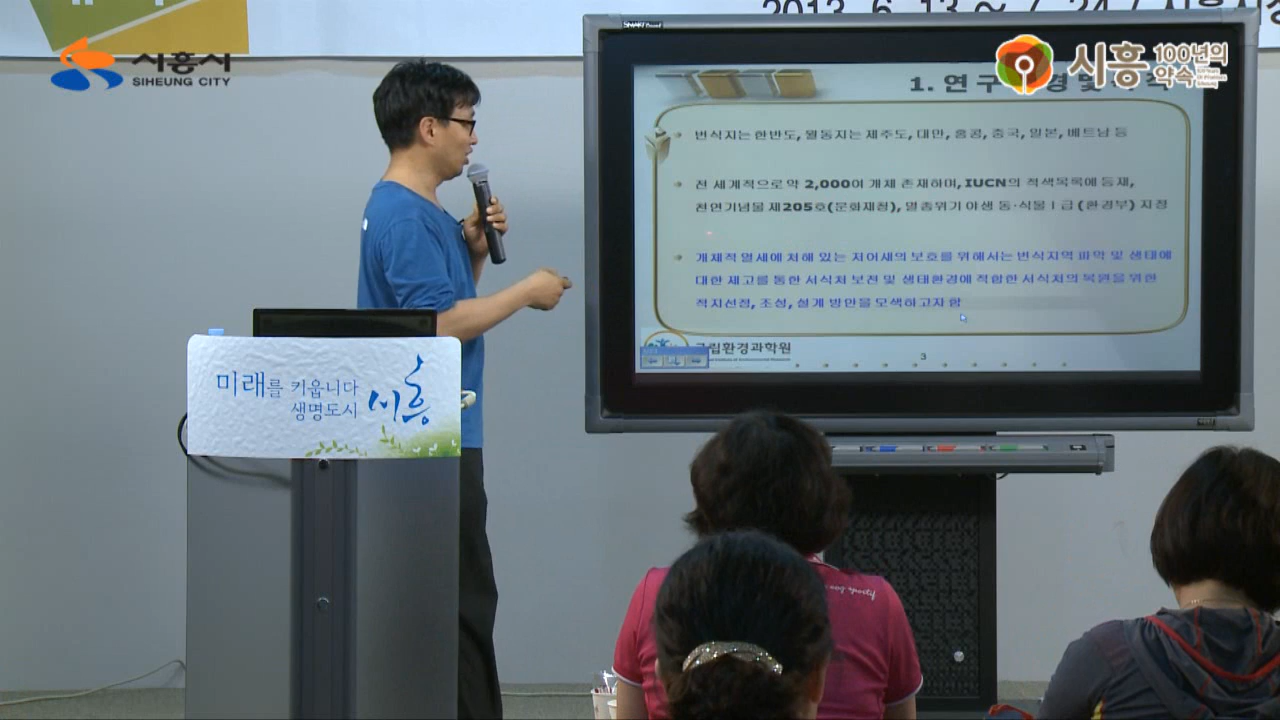 2013. 6. 13 ~ 7. 24 /
시흥시
SIHEUNG CITY
SMART
시흥 100년의 약속
1. 연구
번식지는 한반도, 월동지는 제주도, 대만, 홍콩, 중국, 일본, 베트남 등
전 세계적으로 약 2,000여 개체 존재하며, IUCN의 적색목록에 등재,
천연기념물 제205호(문화재청), 멸종위기 야생 동·식물 I 급 (환경부) 지정
개체적 열세에 처해 있는 저어새의 보호를 위해서는 번식지역 파악 및 생태에
대한 재고를 통한 서식처 보전 및 생태환경에 적합한 서식처의 복원을 위한
적지선정, 조성, 설계 방안을 모색하고자 함
국립환경과학원
3
미래를 키웁니다
생명도시 시흥